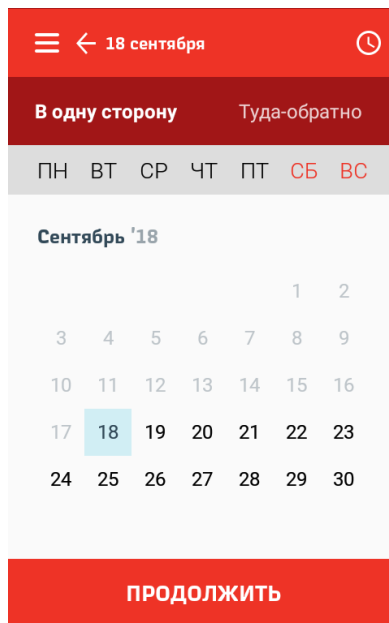 18 сентября
В одну сторону Туда-обратно
ПН ВТ СР ЧТ ПТ СБ ВС
Сентябрь '18
1 2
3 4 5 6 7 8 9
10 11 12 13 14 15 16
17 18 19 20 21 22 23
24 25 26 27 28 29 30
ПРОДОЛЖИТЬ